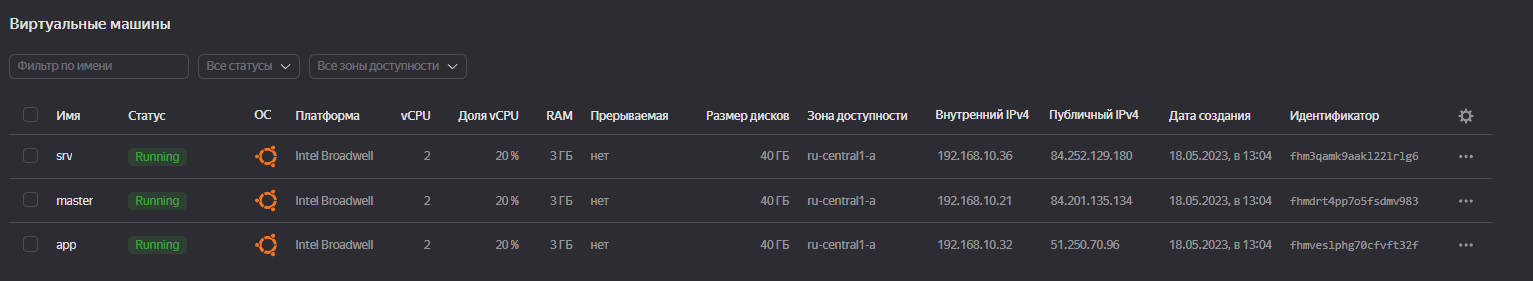 Виртуальные машины
Фильтр по имени Все статусы Все зоны доступности
Имя Статус ОС Платформа vCPU Доля vCPU RAM Прерываемая Размер дисков Зона доступности Внутренний IPv4 Публичный IPv4 Дата создания Идентификатор
srv Running Intel Broadwell 2 20 % 3 ГБ нет 40 ГБ ru-central1-a 192.168.10.36 84.252.129.180 18.05.2023, в 13:04 fhm3qamk9aakl22lrlg6
master Running Intel Broadwell 2 20 % 3 ГБ нет 40 ГБ ru-central1-a 192.168.10.21 84.201.135.134 18.05.2023, в 13:04 fhmdrt4pp7o5fsdmv983
app Running Intel Broadwell 2 20 % 3 ГБ нет 40 ГБ ru-central1-a 192.168.10.32 51.250.70.96 18.05.2023, в 13:04 fhmveslphg70cfvft32f